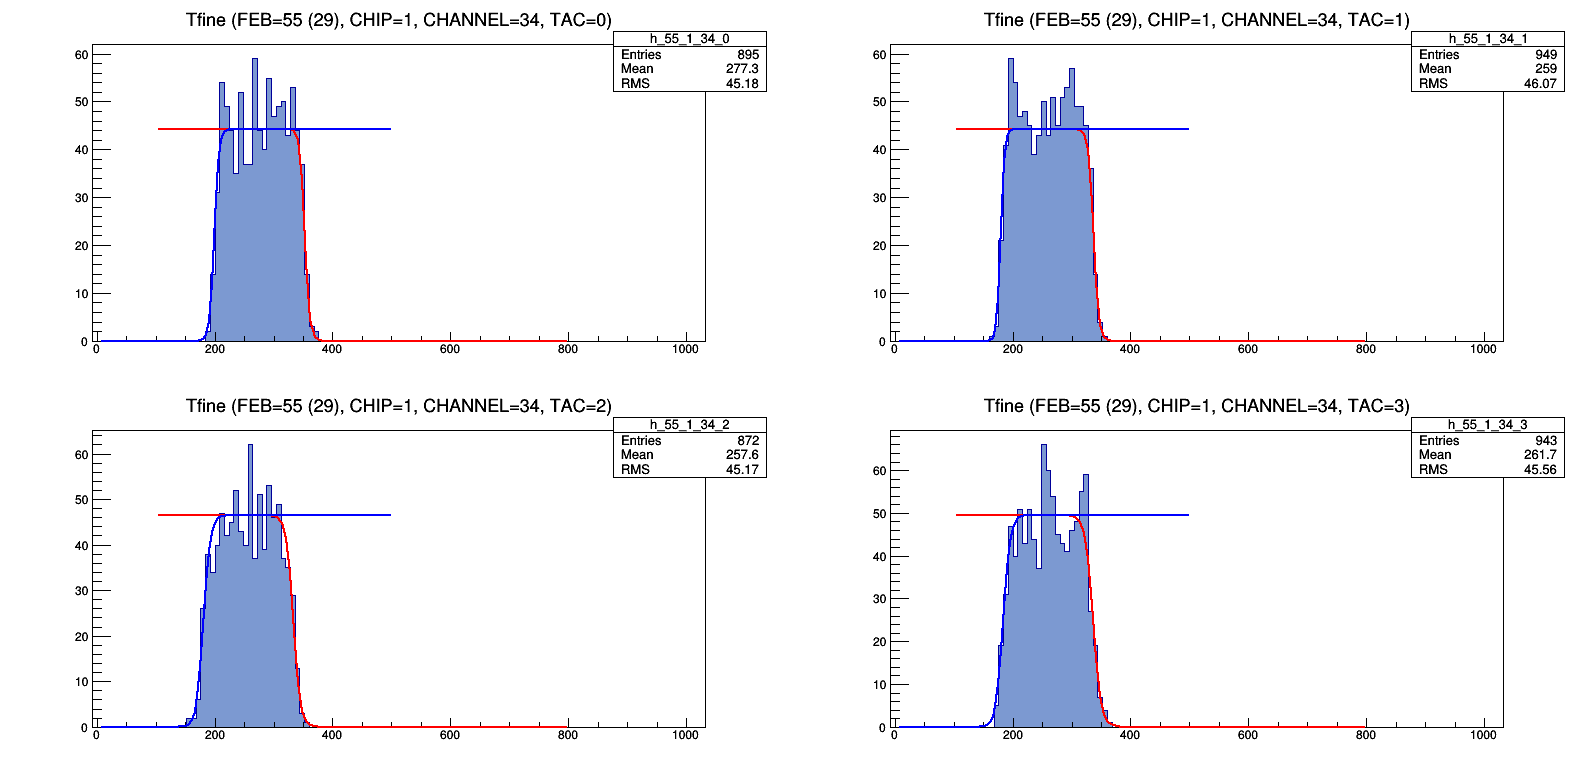 Tfine (FEB=55 (29), CHIP=1, CHANNEL=34, TAC=0)
h_55_1_34_0
Entries 895
Mean 277.3
RMS 45.18
60
50
40
30
20
10
0
0 200 400 600 800 1000
Tfine (FEB=55 (29), CHIP=1, CHANNEL=34, TAC=1)
h_55_1_34_1
Entries 949
Mean 259
RMS 46.07
60
50
40
30
20
10
0
0 200 400 600 800 1000
Tfine (FEB=55 (29), CHIP=1, CHANNEL=34, TAC=2)
h_55_1_34_2
Entries 872
Mean 257.6
RMS 45.17
60
50
40
30
20
10
0
0 200 400 600 800 1000
Tfine (FEB=55 (29), CHIP=1, CHANNEL=34, TAC=3)
h_55_1_34_3
Entries 943
Mean 261.7
RMS 45.56
60
50
40
30
20
10
0
0 200 400 600 800 1000